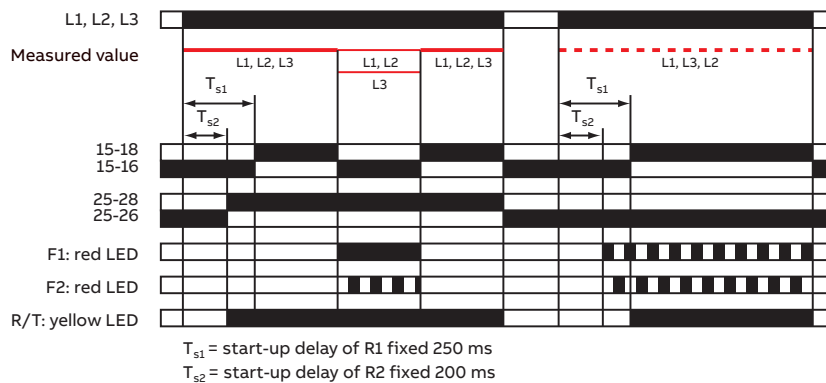 L1, L2, L3
Measured value
L1, L2, L3
L1, L2
L3
L1, L2, L3
L1, L3, L2
Ts1
Ts2
Ts1
Ts2
15-18
15-16
25-28
25-26
F1: red LED
F2: red LED
R/T: yellow LED
Ts1 = start-up delay of R1 fixed 250 ms
Ts2 = start-up delay of R2 fixed 200 ms